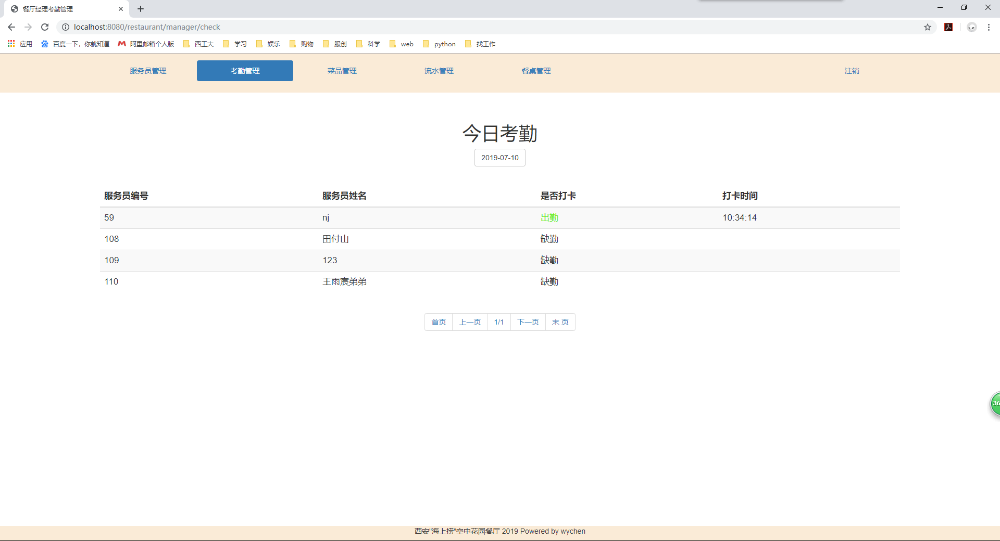 餐厅经理考勤管理
localhost:8080/restaurant/manager/check
应用 百度一下，你就知道 阿里邮箱个人版 西工大 学习 娱乐 购物 服创 科学 web python 找工作
服务员管理 考勤管理 菜品管理 流水管理 餐桌管理 注销
今日考勤
2019-07-10
服务员编号 服务员姓名 是否打卡 打卡时间
59 nj 出勤 10:34:14
108 田付山 缺勤
109 123 缺勤
110 王雨宸弟弟 缺勤
首页 上一页 1/1 下一页 末 页
36
西安"海上捞"空中花园餐厅 2019 Powered by wychen